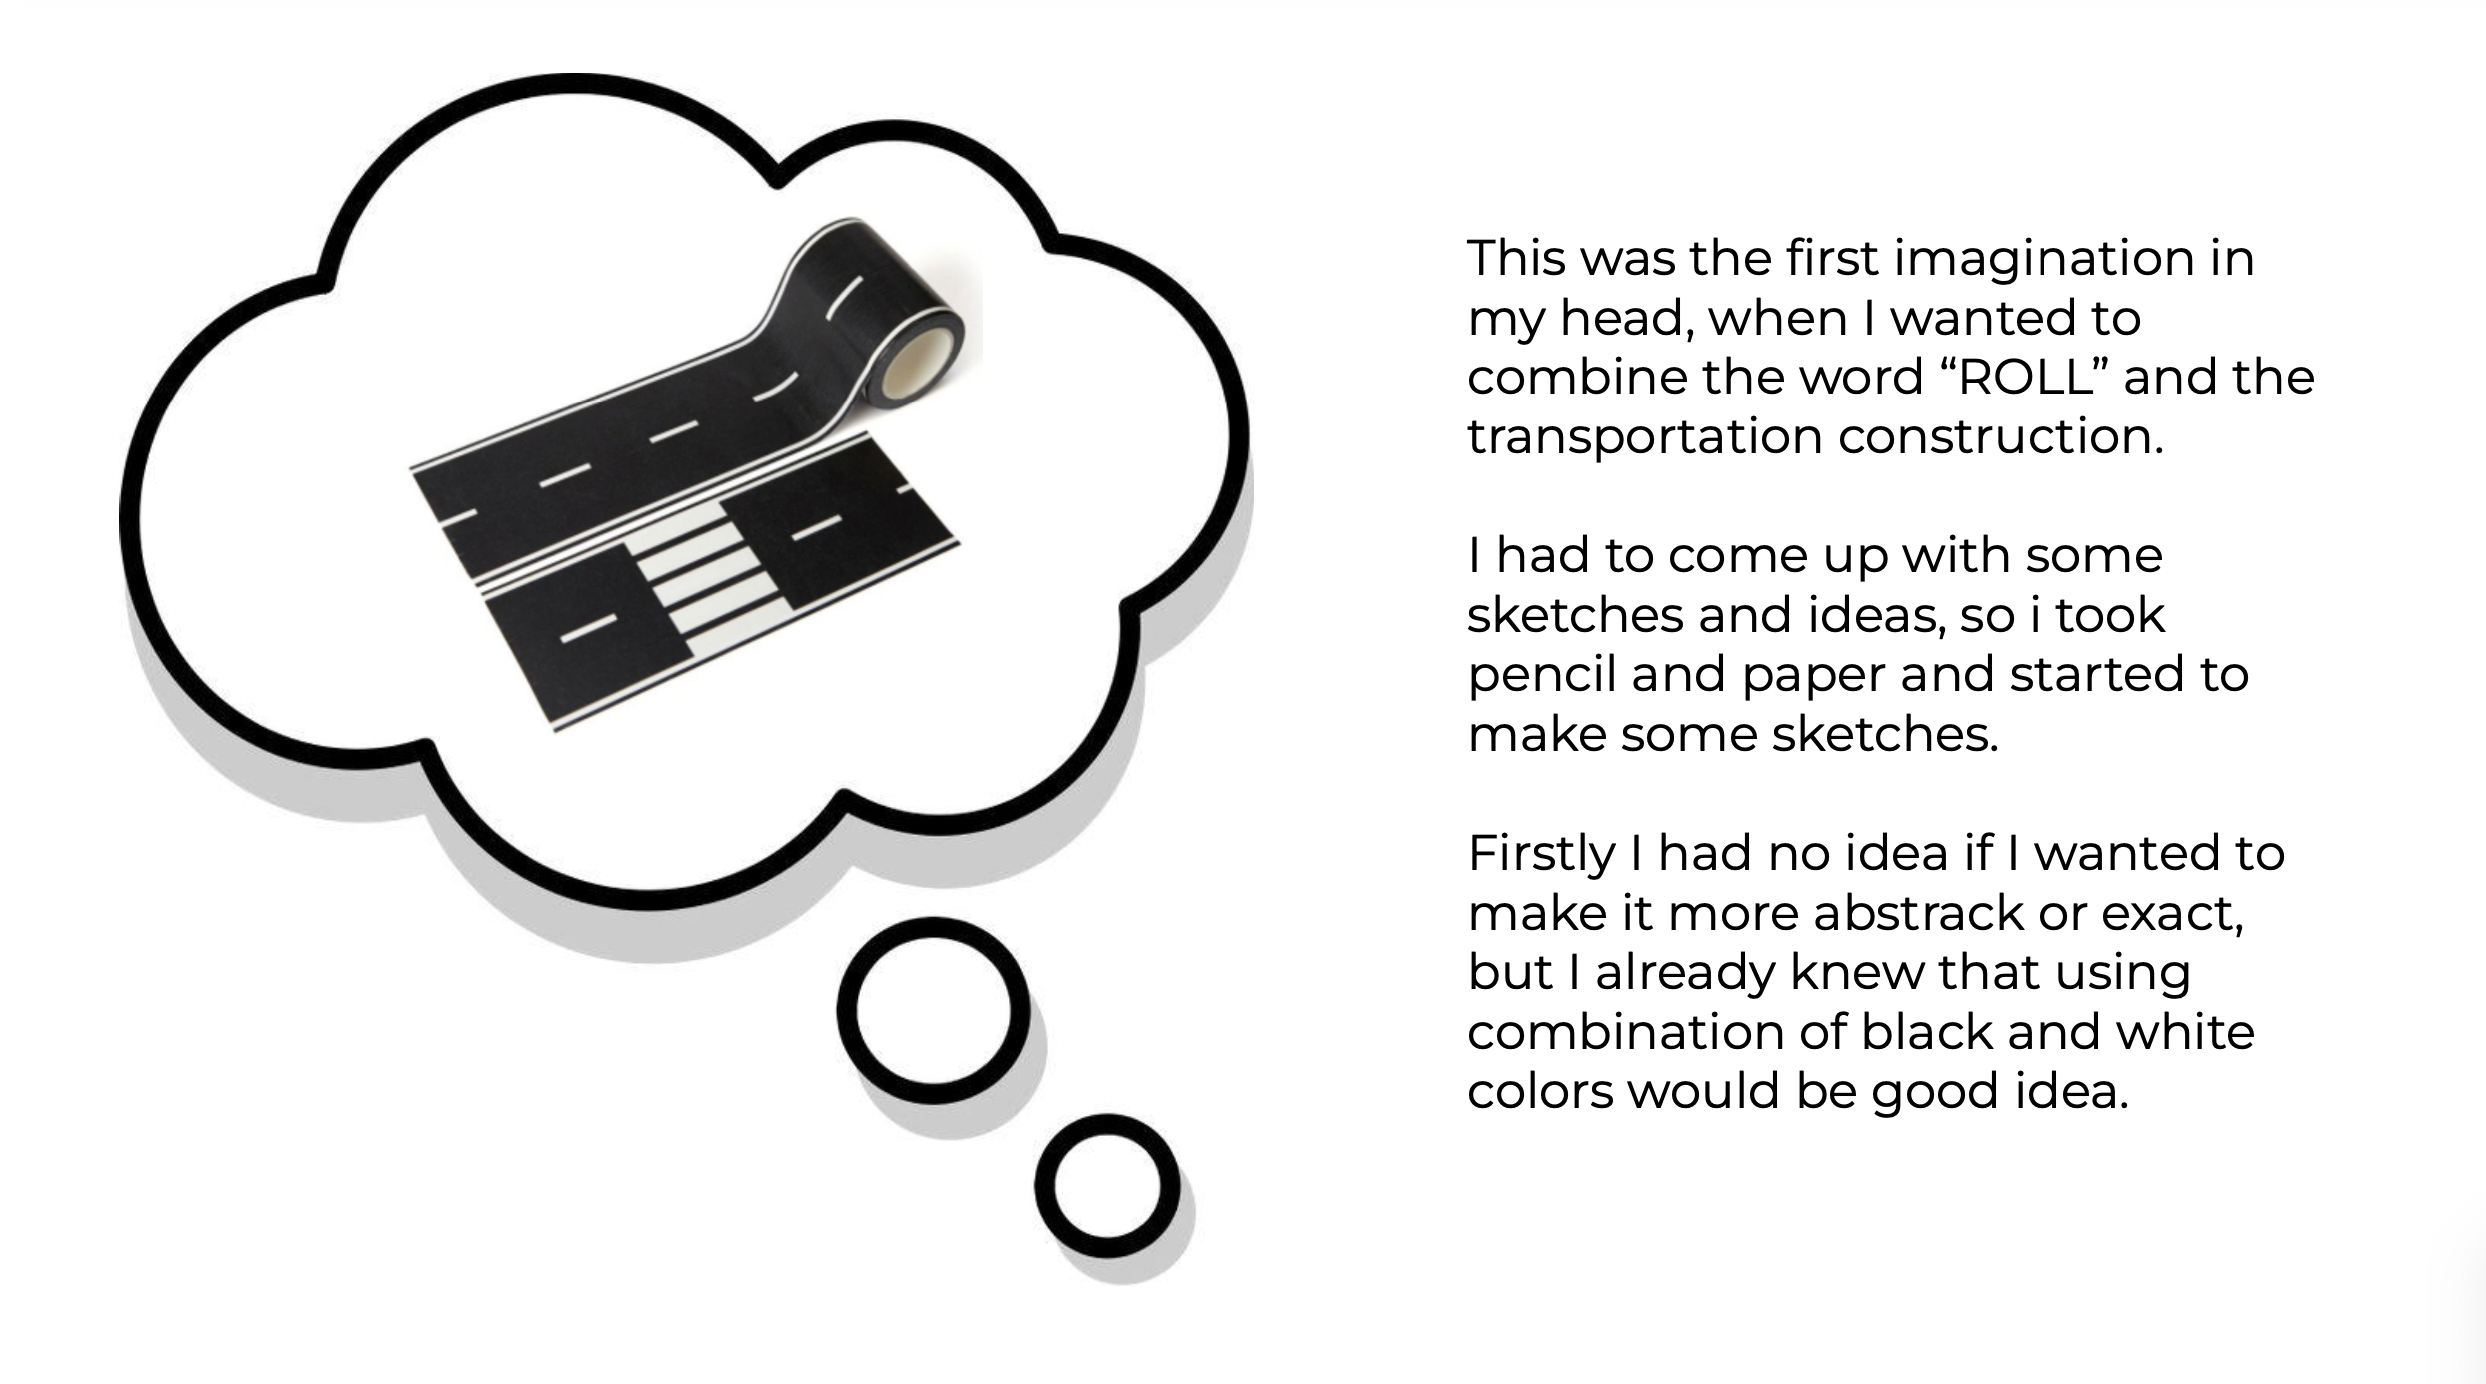 This was the first imagination in
my head, when I wanted to
combine the word “ROLL” and the
transportation construction.
I had to come up with some
sketches and ideas, so i took
pencil and paper and started to
make some sketches.
Firstly I had no idea if I wanted to
make it more abstrack or exact,
but I already knew that using
combination of black and white
colors would be good idea.